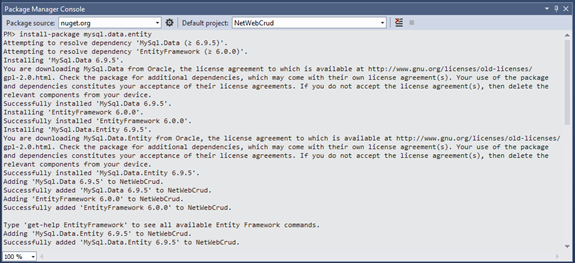 Package Manager Console
Package source: nuget.org Default project: NetWebCrud
PM> install-package mysql.data.entity
Attempting to resolve dependency 'MySql.Data (≥ 6.9.5)'.
Attempting to resolve dependency 'EntityFramework (≥ 6.0.0)'.
Installing 'MySql.Data 6.9.5'.
You are downloading MySql.Data from Oracle, the license agreement to which is available at http://www.gnu.org/licenses/old-licenses/
gpl-2.0.html. Check the package for additional dependencies, which may come with their own license agreement(s). Your use of the package
and dependencies constitutes your acceptance of their license agreements. If you do not accept the license agreement(s), then delete the
relevant components from your device.
Successfully installed 'MySql.Data 6.9.5'.
Installing 'EntityFramework 6.0.0'.
Successfully installed 'EntityFramework 6.0.0'.
Installing 'MySql.Data.Entity 6.9.5'.
You are downloading MySql.Data.Entity from Oracle, the license agreement to which is available at http://www.gnu.org/licenses/old-licenses/
gpl-2.0.html. Check the package for additional dependencies, which may come with their own license agreement(s). Your use of the package
and dependencies constitutes your acceptance of their license agreements. If you do not accept the license agreement(s), then delete the
relevant components from your device.
Successfully installed 'MySql.Data.Entity 6.9.5'.
Adding 'MySql.Data 6.9.5' to NetWebCrud.
Successfully added 'MySql.Data 6.9.5' to NetWebCrud.
Adding 'EntityFramework 6.0.0' to NetWebCrud.
Successfully added 'EntityFramework 6.0.0' to NetWebCrud.
Type 'get-help EntityFramework' to see all available Entity Framework commands.
Adding 'MySql.Data.Entity 6.9.5' to NetWebCrud.
Successfully added 'MySql.Data.Entity 6.9.5' to NetWebCrud.
100 %